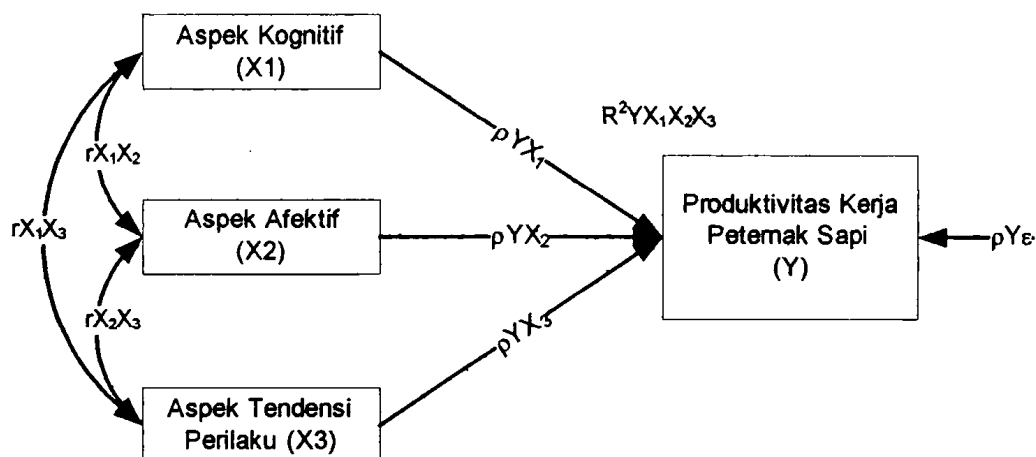 Aspek Kognitif
(X1)
R²YX₁X₂X₃
ρYX₁
rX₁X₂
Produktivitas Kerja
Peternak Sapi
(Y)
Aspek Afektif
(X2)
rX₁X₃
ρYX₂
ρYε
rX₂X₃
ρYX₃
Aspek Tendensi
Perilaku (X3)